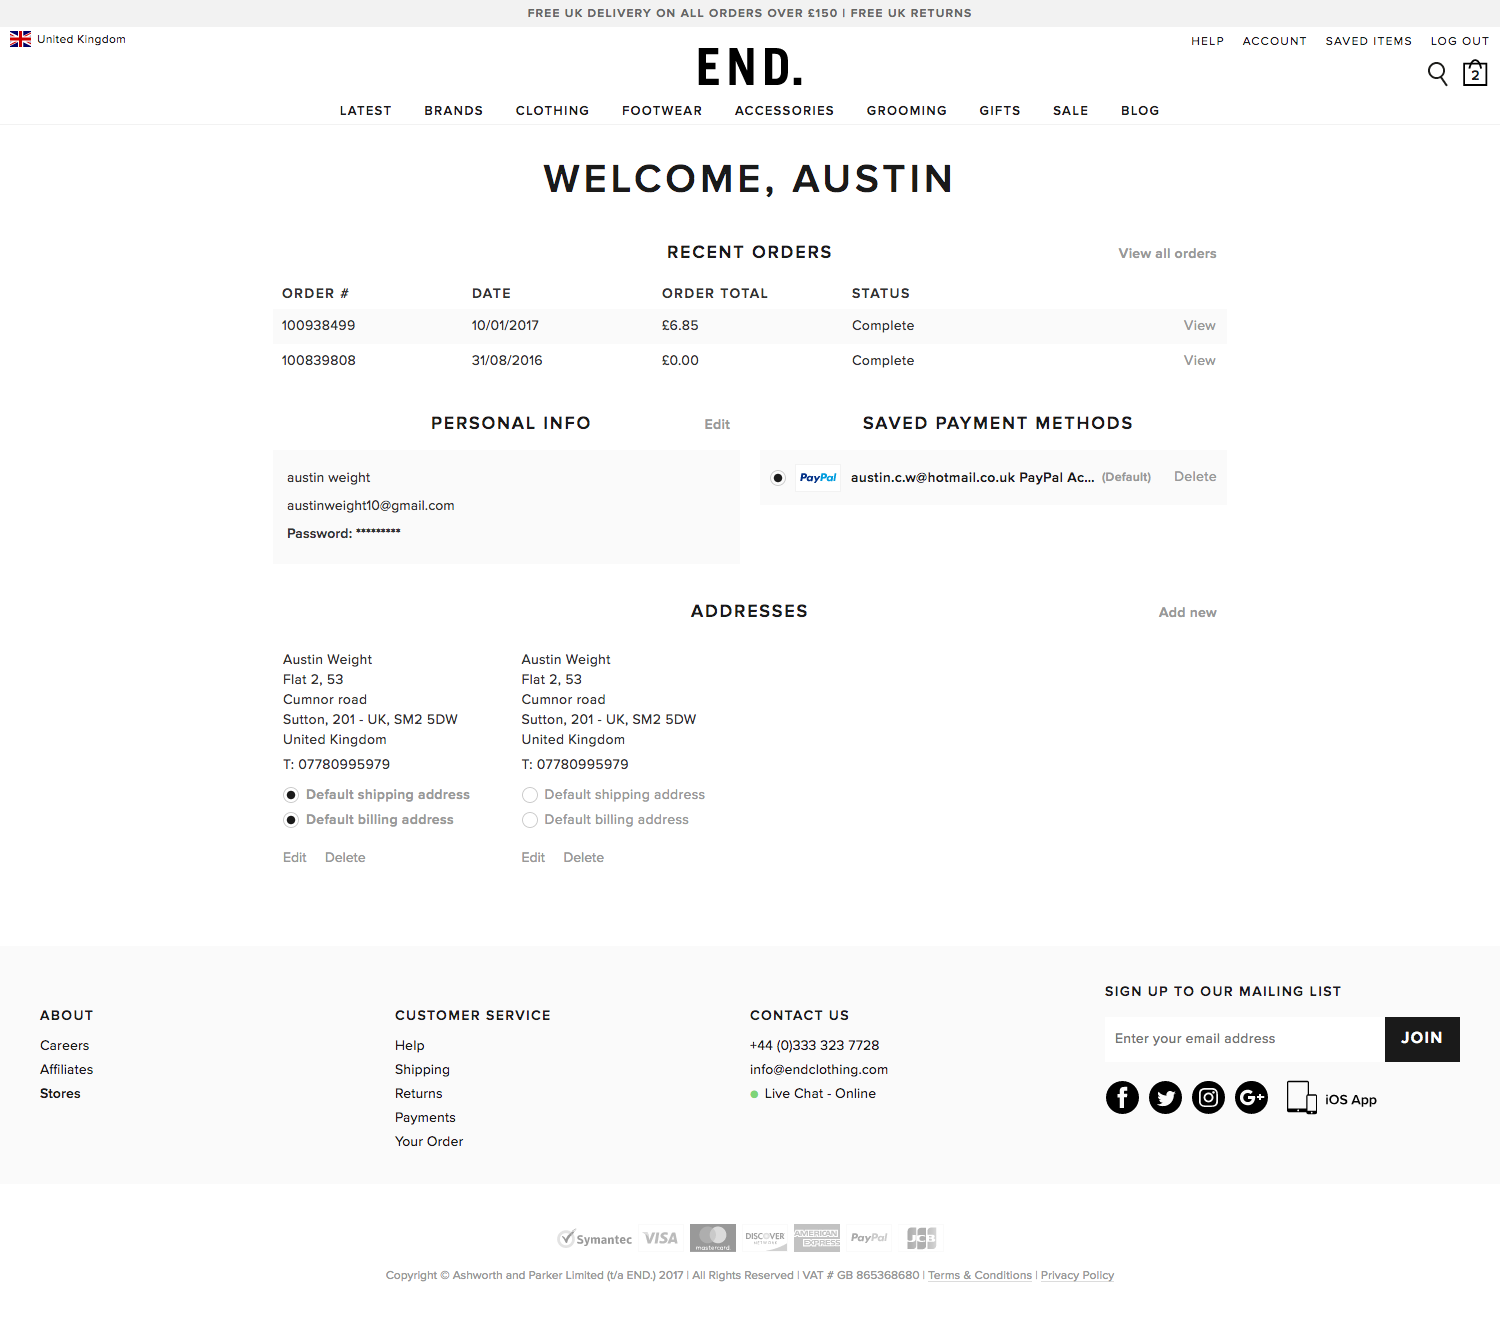 FREE UK DELIVERY ON ALL ORDERS OVER £150 | FREE UK RETURNS
United Kingdom
HELP ACCOUNT SAVED ITEMS LOG OUT
END.
2
LATEST BRANDS CLOTHING FOOTWEAR ACCESSORIES GROOMING GIFTS SALE BLOG
WELCOME, AUSTIN
RECENT ORDERS View all orders
ORDER # DATE ORDER TOTAL STATUS
100938499 10/01/2017 £6.85 Complete View
100839808 31/08/2016 £0.00 Complete View
PERSONAL INFO Edit
austin weight
austinweight10@gmail.com
Password: *********
SAVED PAYMENT METHODS
PayPal austin.c.w@hotmail.co.uk PayPal Ac... (Default) Delete
ADDRESSES Add new
Austin Weight
Flat 2, 53
Cumnor road
Sutton, 201 - UK, SM2 5DW
United Kingdom
T: 07780995979
Default shipping address
Default billing address
Edit Delete
Austin Weight
Flat 2, 53
Cumnor road
Sutton, 201 - UK, SM2 5DW
United Kingdom
T: 07780995979
Default shipping address
Default billing address
Edit Delete
ABOUT
Careers
Affiliates
Stores
CUSTOMER SERVICE
Help
Shipping
Returns
Payments
Your Order
CONTACT US
+44 (0)333 323 7728
info@endclothing.com
Live Chat - Online
SIGN UP TO OUR MAILING LIST
Enter your email address JOIN
iOS App
Symantec VISA mastercard DISCOVER NETWORK AMERICAN EXPRESS PayPal JCB
Copyright © Ashworth and Parker Limited (t/a END.) 2017 | All Rights Reserved | VAT # GB 865368680 | Terms & Conditions | Privacy Policy